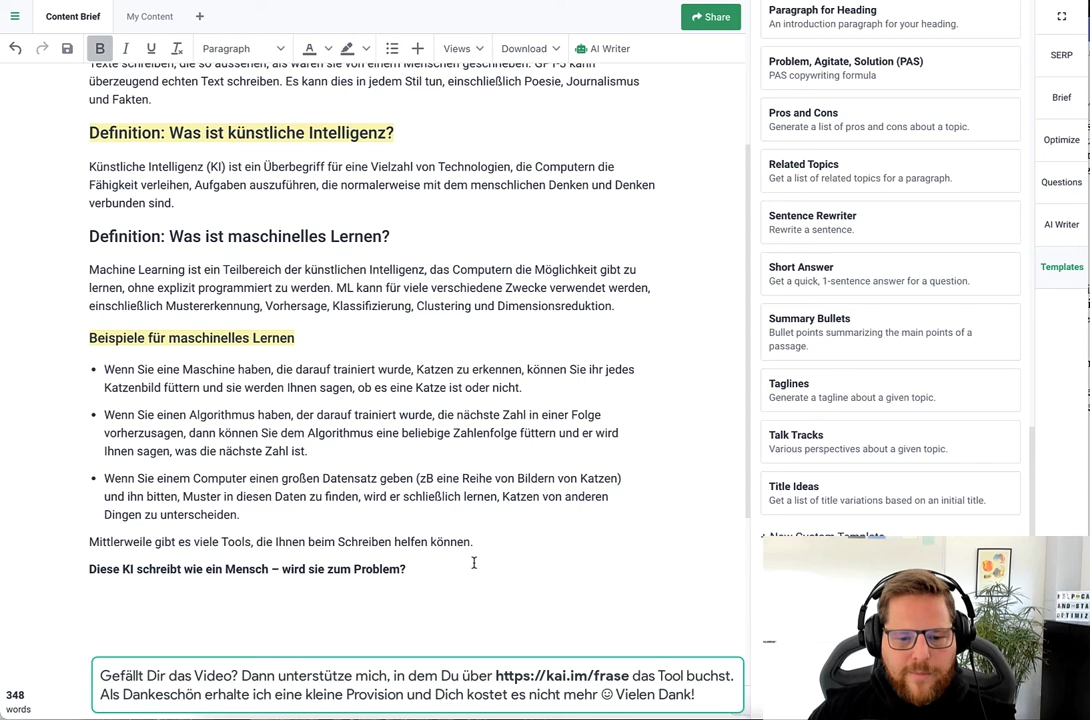 Content Brief
My Content
Share
B
I
U
Paragraph
A
Views
Download
AI Writer
Texte schreiben, die so aussehen, als wären sie von einem Menschen geschrieben. GPT-3 kann
überzeugend echten Text schreiben. Es kann dies in jedem Stil tun, einschließlich Poesie, Journalismus
und Fakten.
Definition: Was ist künstliche Intelligenz?
Künstliche Intelligenz (KI) ist ein Überbegriff für eine Vielzahl von Technologien, die Computern die
Fähigkeit verleihen, Aufgaben auszuführen, die normalerweise mit dem menschlichen Denken und Denken
verbunden sind.
Definition: Was ist maschinelles Lernen?
Machine Learning ist ein Teilbereich der künstlichen Intelligenz, das Computern die Möglichkeit gibt zu
lernen, ohne explizit programmiert zu werden. ML kann für viele verschiedene Zwecke verwendet werden,
einschließlich Mustererkennung, Vorhersage, Klassifizierung, Clustering und Dimensionsreduktion.
Beispiele für maschinelles Lernen
• Wenn Sie eine Maschine haben, die darauf trainiert wurde, Katzen zu erkennen, können Sie ihr jedes
Katzenbild füttern und sie werden Ihnen sagen, ob es eine Katze ist oder nicht.
• Wenn Sie einen Algorithmus haben, der darauf trainiert wurde, die nächste Zahl in einer Folge
vorherzusagen, dann können Sie dem Algorithmus eine beliebige Zahlenfolge füttern und er wird
Ihnen sagen, was die nächste Zahl ist.
• Wenn Sie einem Computer einen großen Datensatz geben (zB eine Reihe von Bildern von Katzen)
und ihn bitten, Muster in diesen Daten zu finden, wird er schließlich lernen, Katzen von anderen
Dingen zu unterscheiden.
Mittlerweile gibt es viele Tools, die Ihnen beim Schreiben helfen können.
Diese KI schreibt wie ein Mensch – wird sie zum Problem?
Gefällt Dir das Video? Dann unterstütze mich, in dem Du über https://kai.im/frase das Tool buchst.
Als Dankeschön erhalte ich eine kleine Provision und Dich kostet es nicht mehr ☺ Vielen Dank!
348
words
Paragraph for Heading
An introduction paragraph for your heading.
Problem, Agitate, Solution (PAS)
PAS copywriting formula
Pros and Cons
Generate a list of pros and cons about a topic.
Related Topics
Get a list of related topics for a paragraph.
Sentence Rewriter
Rewrite a sentence.
Short Answer
Get a quick, 1-sentence answer for a question.
Summary Bullets
Bullet points summarizing the main points of a
passage.
Taglines
Generate a tagline about a given topic.
Talk Tracks
Various perspectives about a given topic.
Title Ideas
Get a list of title variations based on an initial title.
New Custom Template
SERP
Brief
Optimize
Questions
AI Writer
Templates